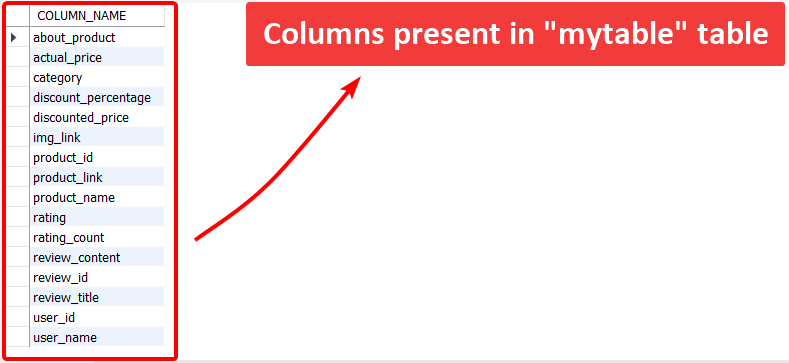 COLUMN_NAME
about_product
actual_price
category
discount_percentage
discounted_price
img_link
product_id
product_link
product_name
rating
rating_count
review_content
review_id
review_title
user_id
user_name
Columns present in "mytable" table